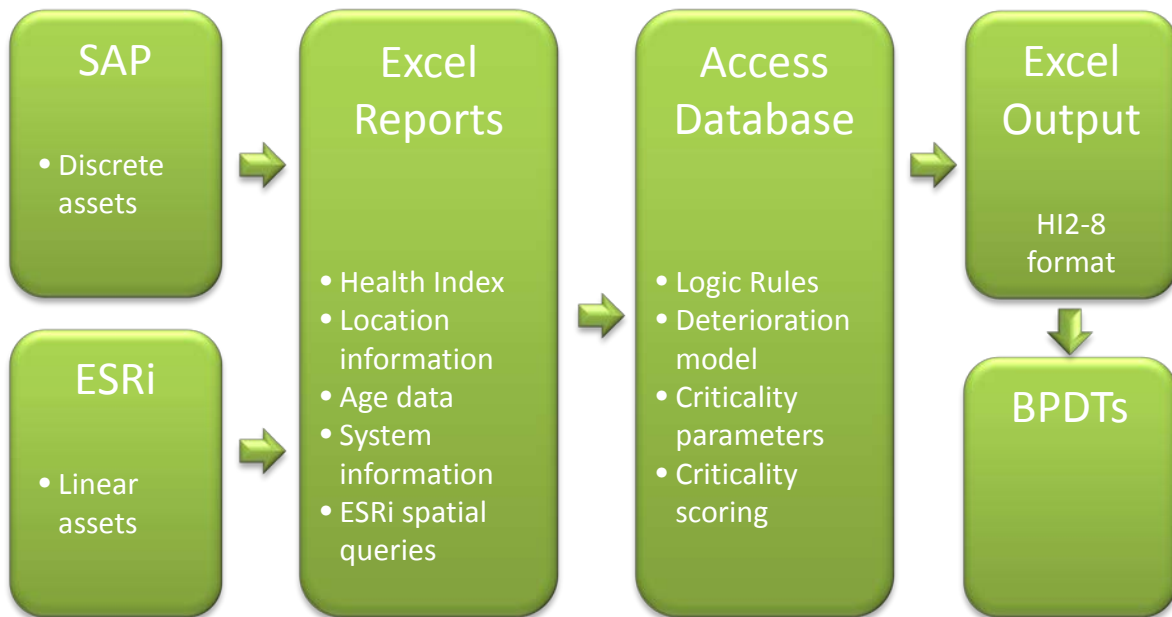 SAP
• Discrete
assets
ESRi
• Linear
assets
Excel
Reports
• Health Index
• Location
information
• Age data
• System
information
• ESRi spatial
queries
Access
Database
• Logic Rules
• Deterioration
model
• Criticality
parameters
• Criticality
scoring
Excel
Output
HI2-8
format
BPDTs